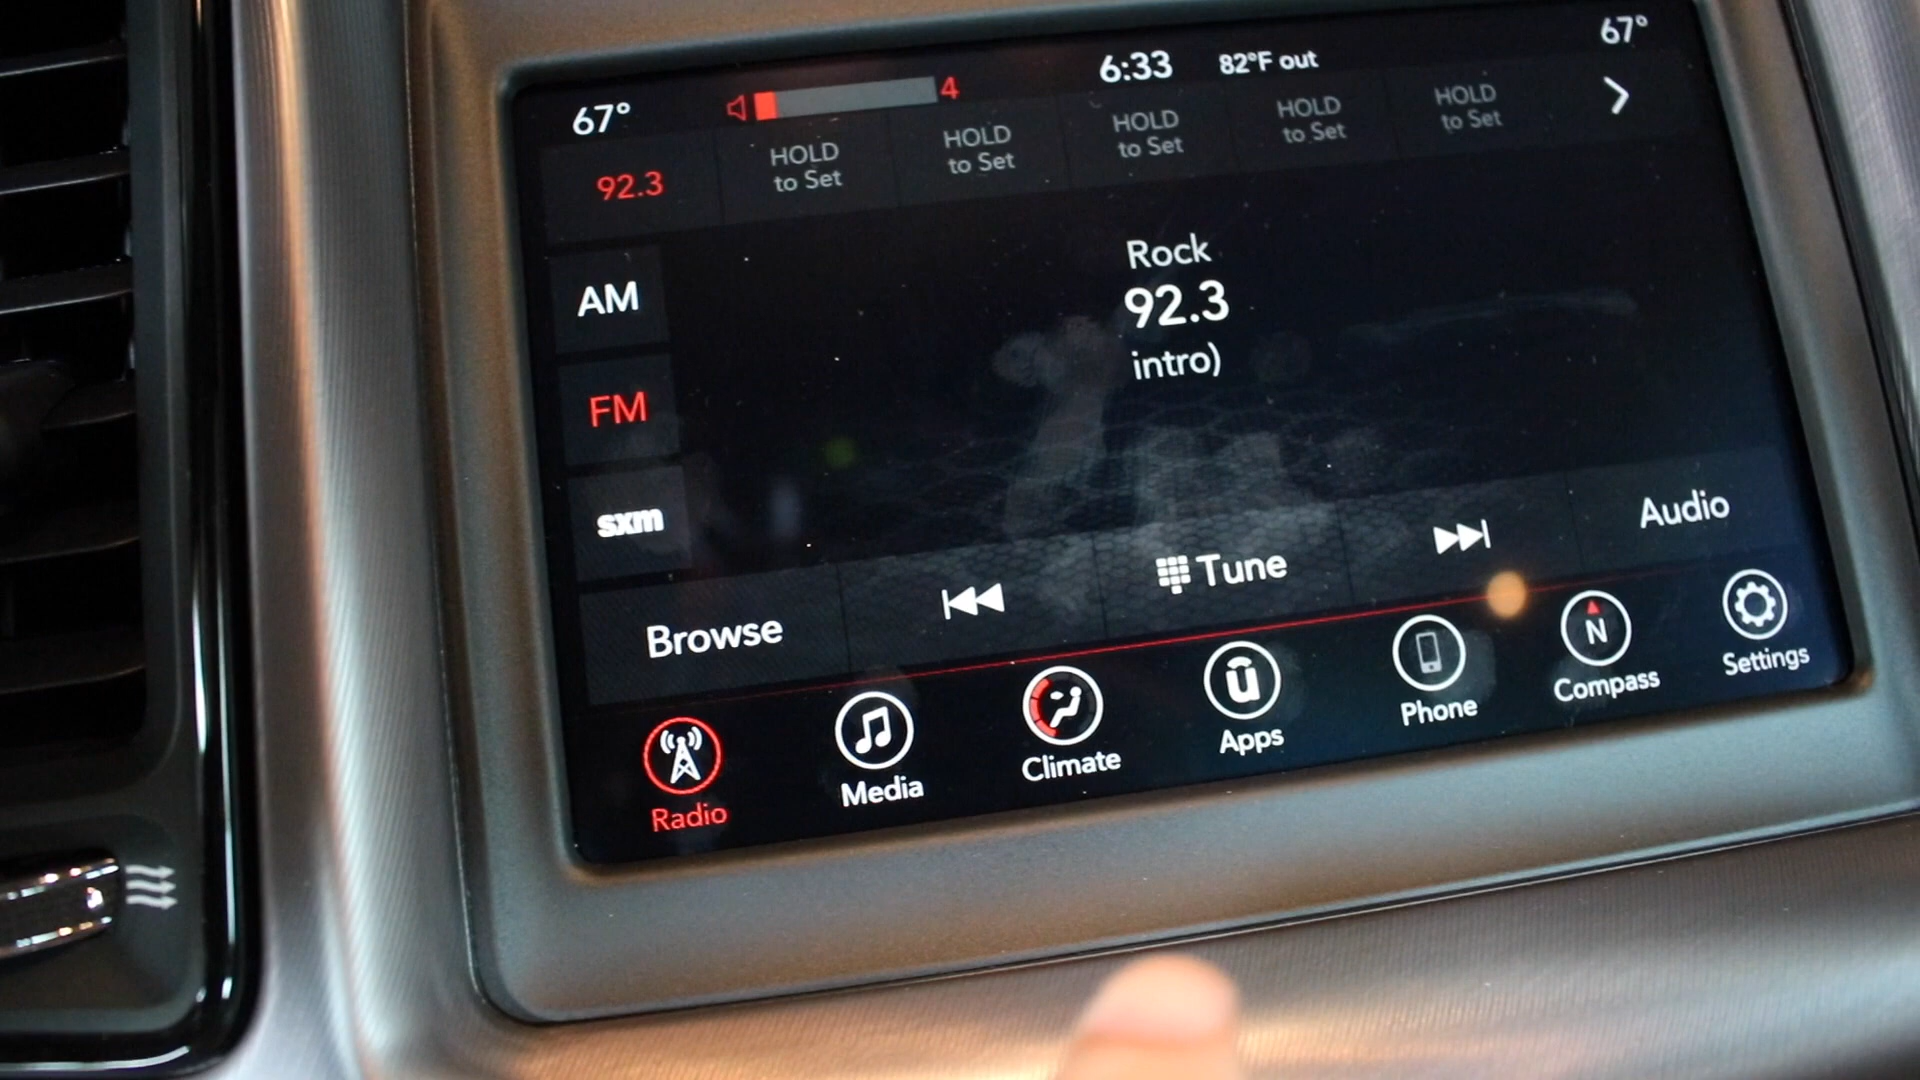 67° 4 6:33 82°F out 67°
92.3
HOLD
to Set
HOLD
to Set
HOLD
to Set
HOLD
to Set
HOLD
to Set
AM
FM
sxm
Rock
92.3
intro)
Browse
Tune
Audio
Radio
Media
Climate
Apps
Phone
N
Compass
Settings